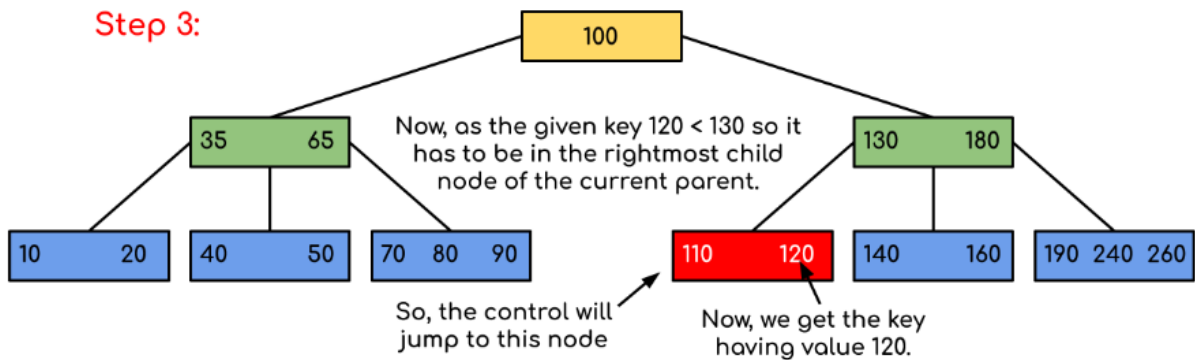 Step 3:
100
Now, as the given key 120 < 130 so it
has to be in the rightmost child
node of the current parent.
35 65
130 180
10 20
40 50
70 80 90
110 120
140 160
190 240 260
So, the control will
jump to this node
Now, we get the key
having value 120.